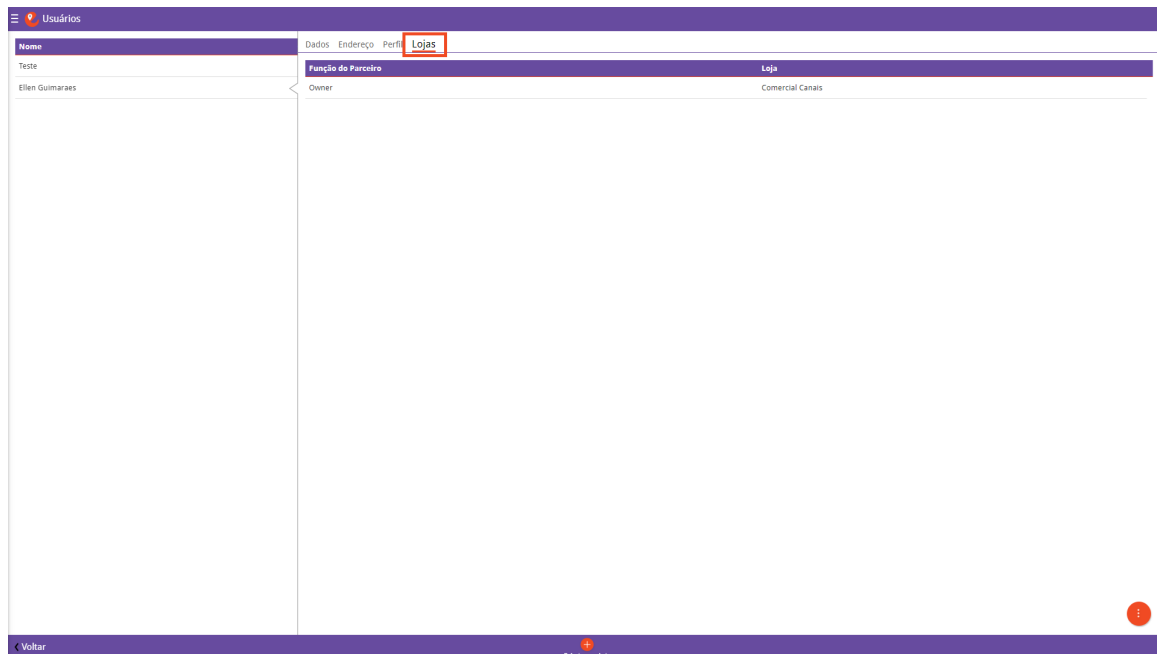 Usuários
Nome
Teste
Ellen Guimaraes
Dados Endereço Perfil Lojas
Função do Parceiro Loja
Owner Comercial Canais
Voltar